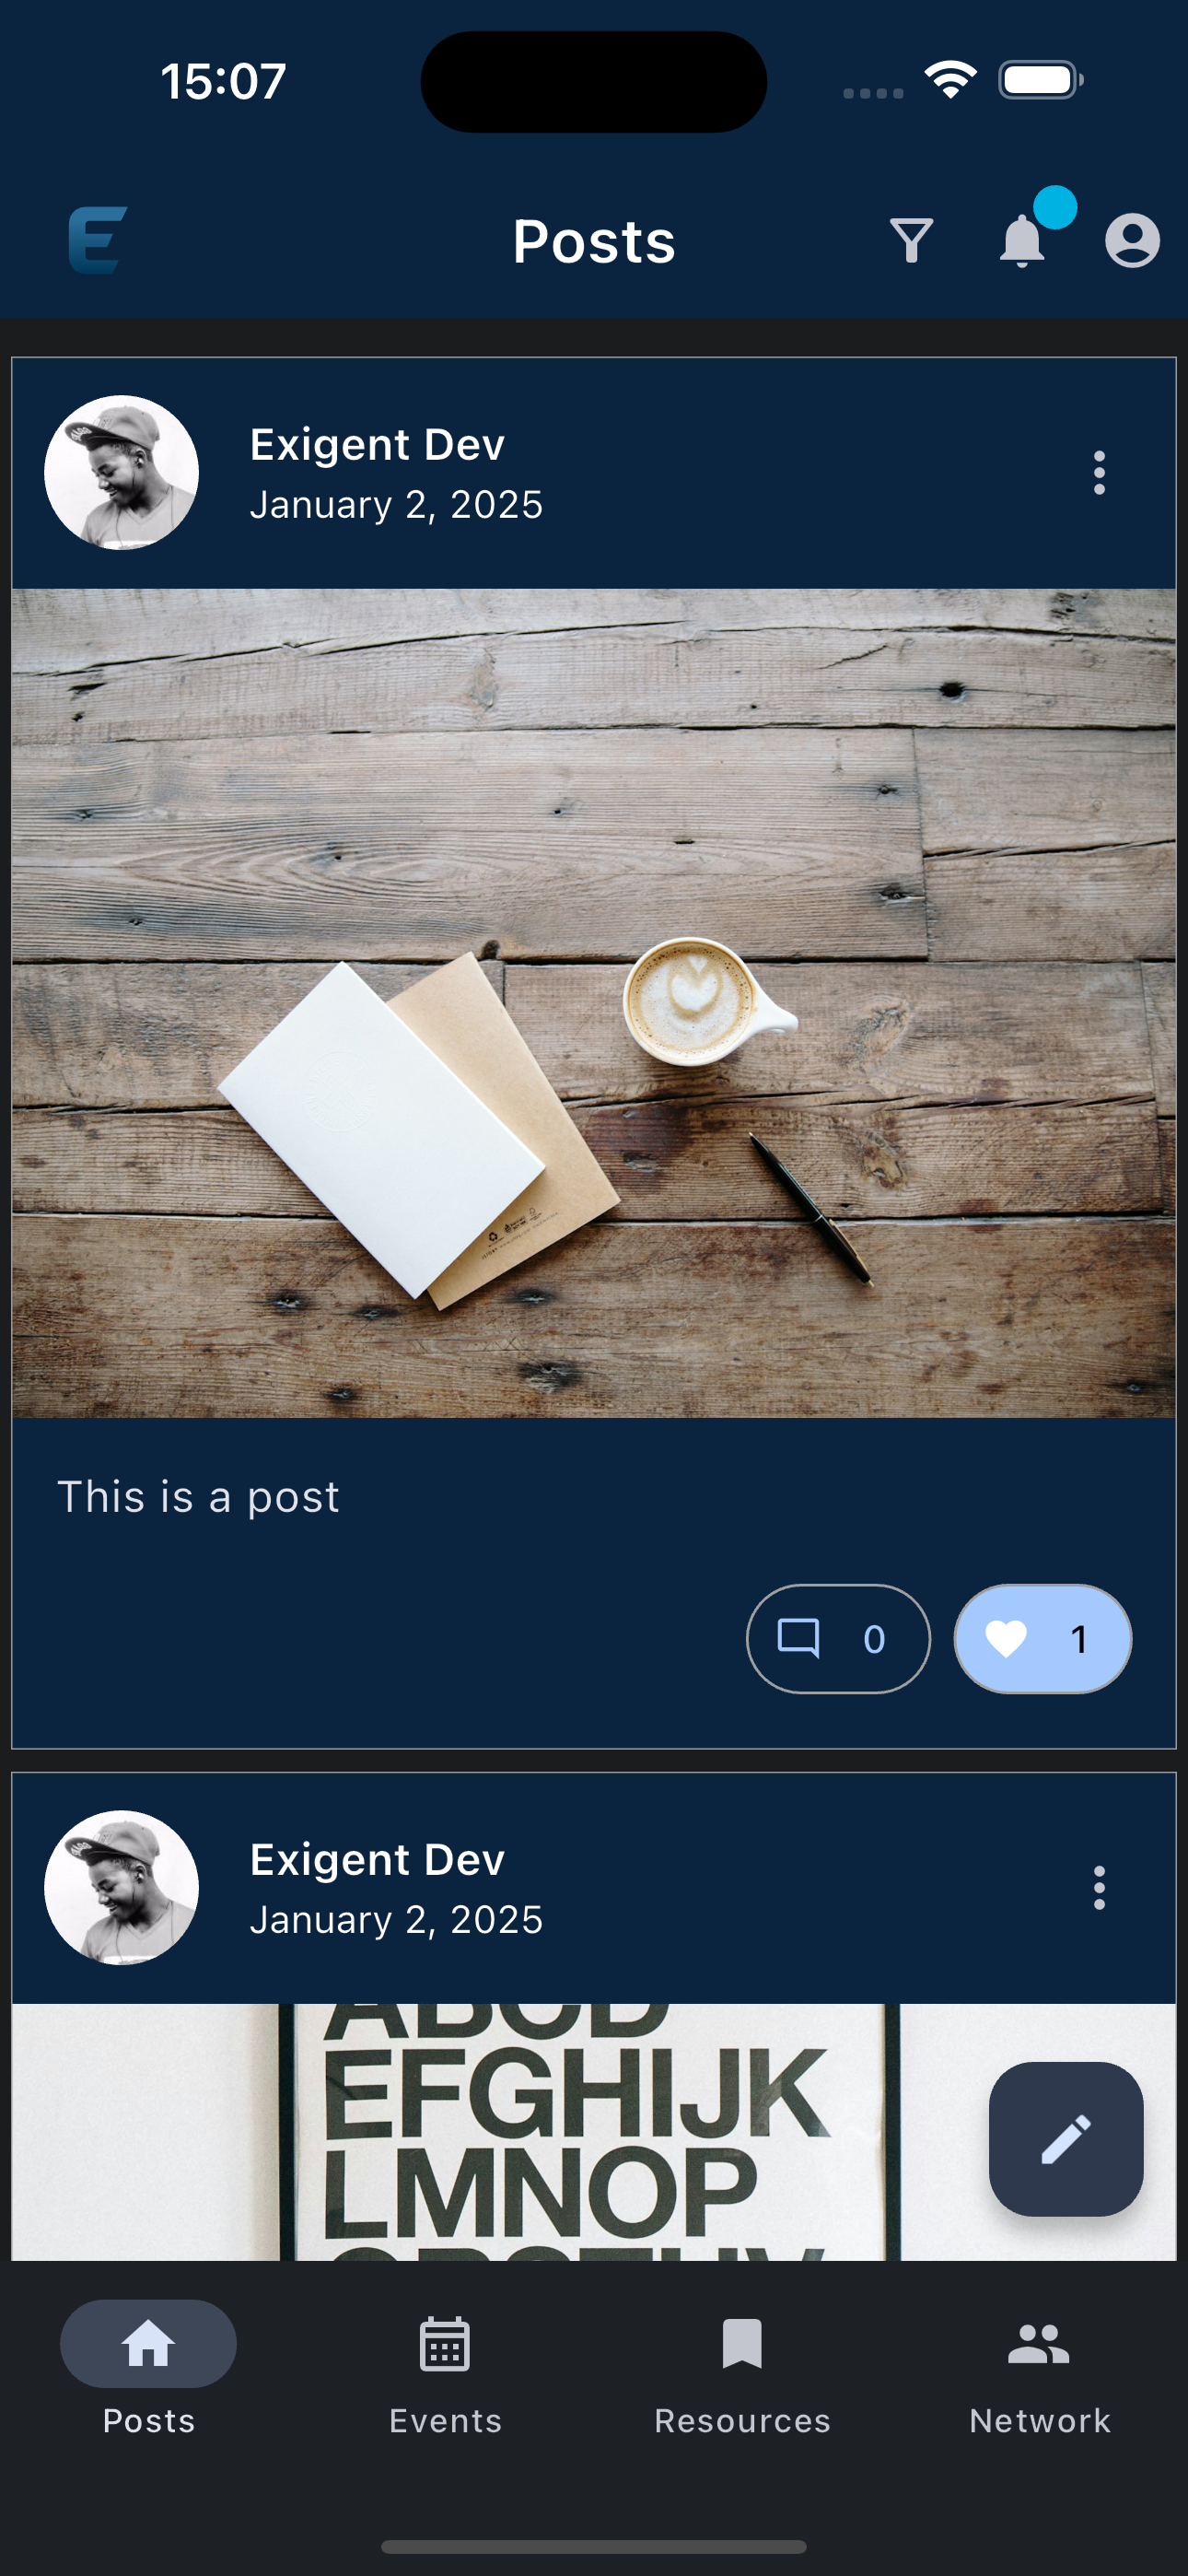 15:07
Posts
Exigent Dev
January 2, 2025
This is a post
0
1
Exigent Dev
January 2, 2025
ABCD
EFGHIJK
LMNOP
Posts
Events
Resources
Network